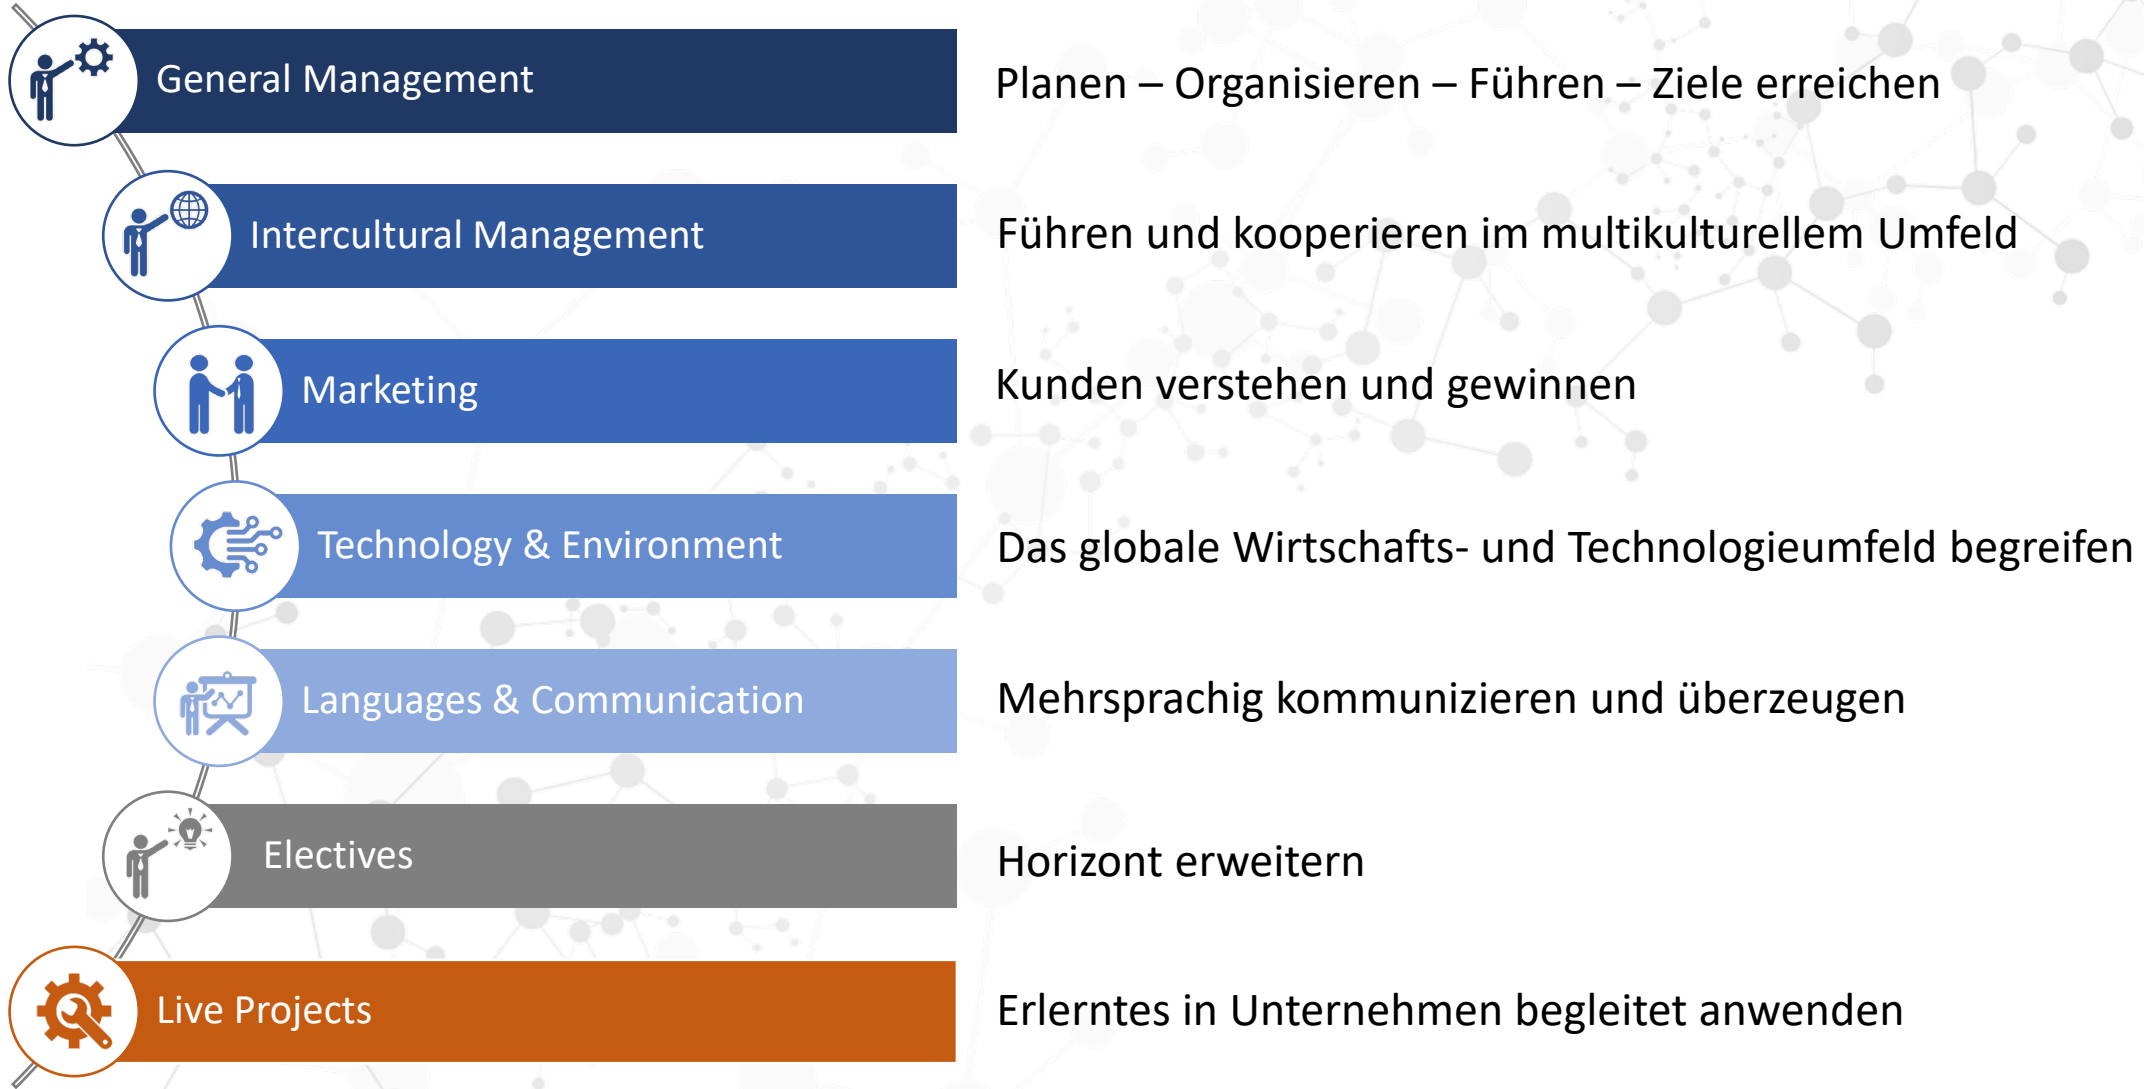 General Management
Planen – Organisieren – Führen – Ziele erreichen
Intercultural Management
Führen und kooperieren im multikulturellem Umfeld
Marketing
Kunden verstehen und gewinnen
Technology & Environment
Das globale Wirtschafts- und Technologieumfeld begreifen
Languages & Communication
Mehrsprachig kommunizieren und überzeugen
Electives
Horizont erweitern
Live Projects
Erlerntes in Unternehmen begleitet anwenden